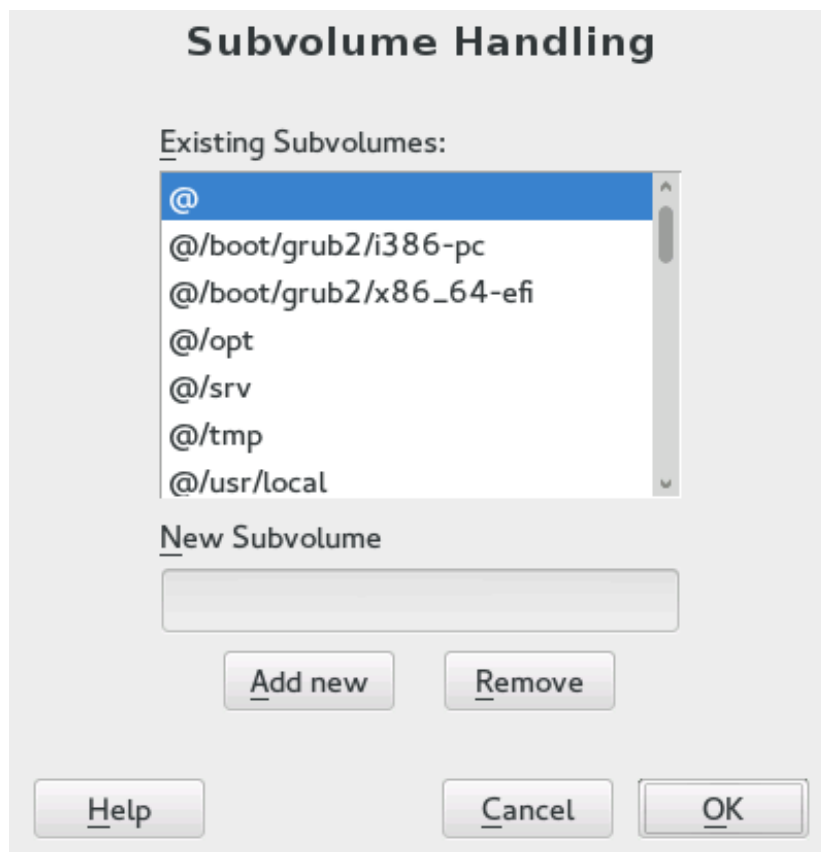 Subvolume Handling
Existing Subvolumes:
@
@/boot/grub2/i386-pc
@/boot/grub2/x86_64-efi
@/opt
@/srv
@/tmp
@/usr/local
New Subvolume
Add new Remove
Help Cancel OK